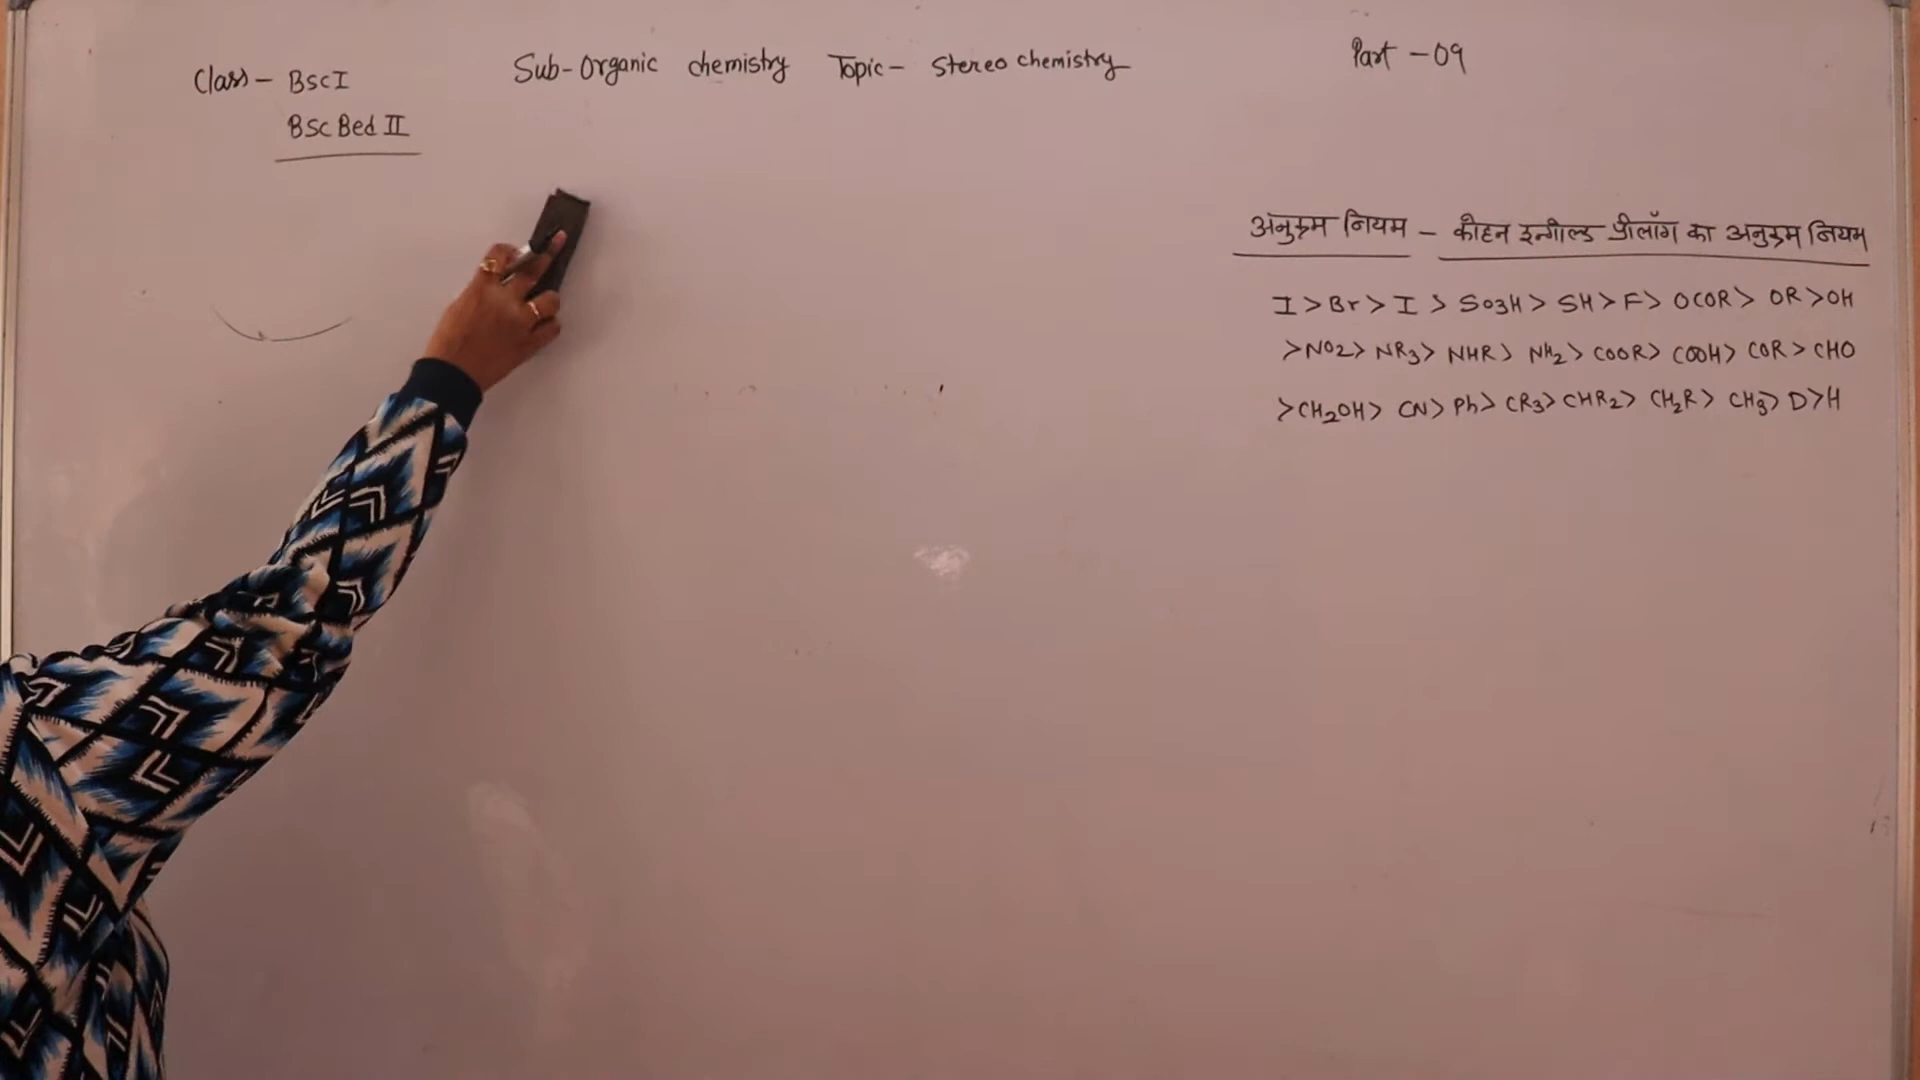 Class - BSc I
Sub-Organic chemistry Topic - Stereo chemistry
Part - 09
BSc Bed II
अनुक्रम नियम - कॉहन इन्गोल्ड प्रीलॉग का अनुक्रम नियम
I > Br > I > SO3H > SH > F > OCOR > OR > OH
> NO2 > NR3 > NHR > NH2 > COOR > COOH > COR > CHO
> CH2OH > CN > Ph > CR3 > CHR2 > CH2R > CH3 > D > H